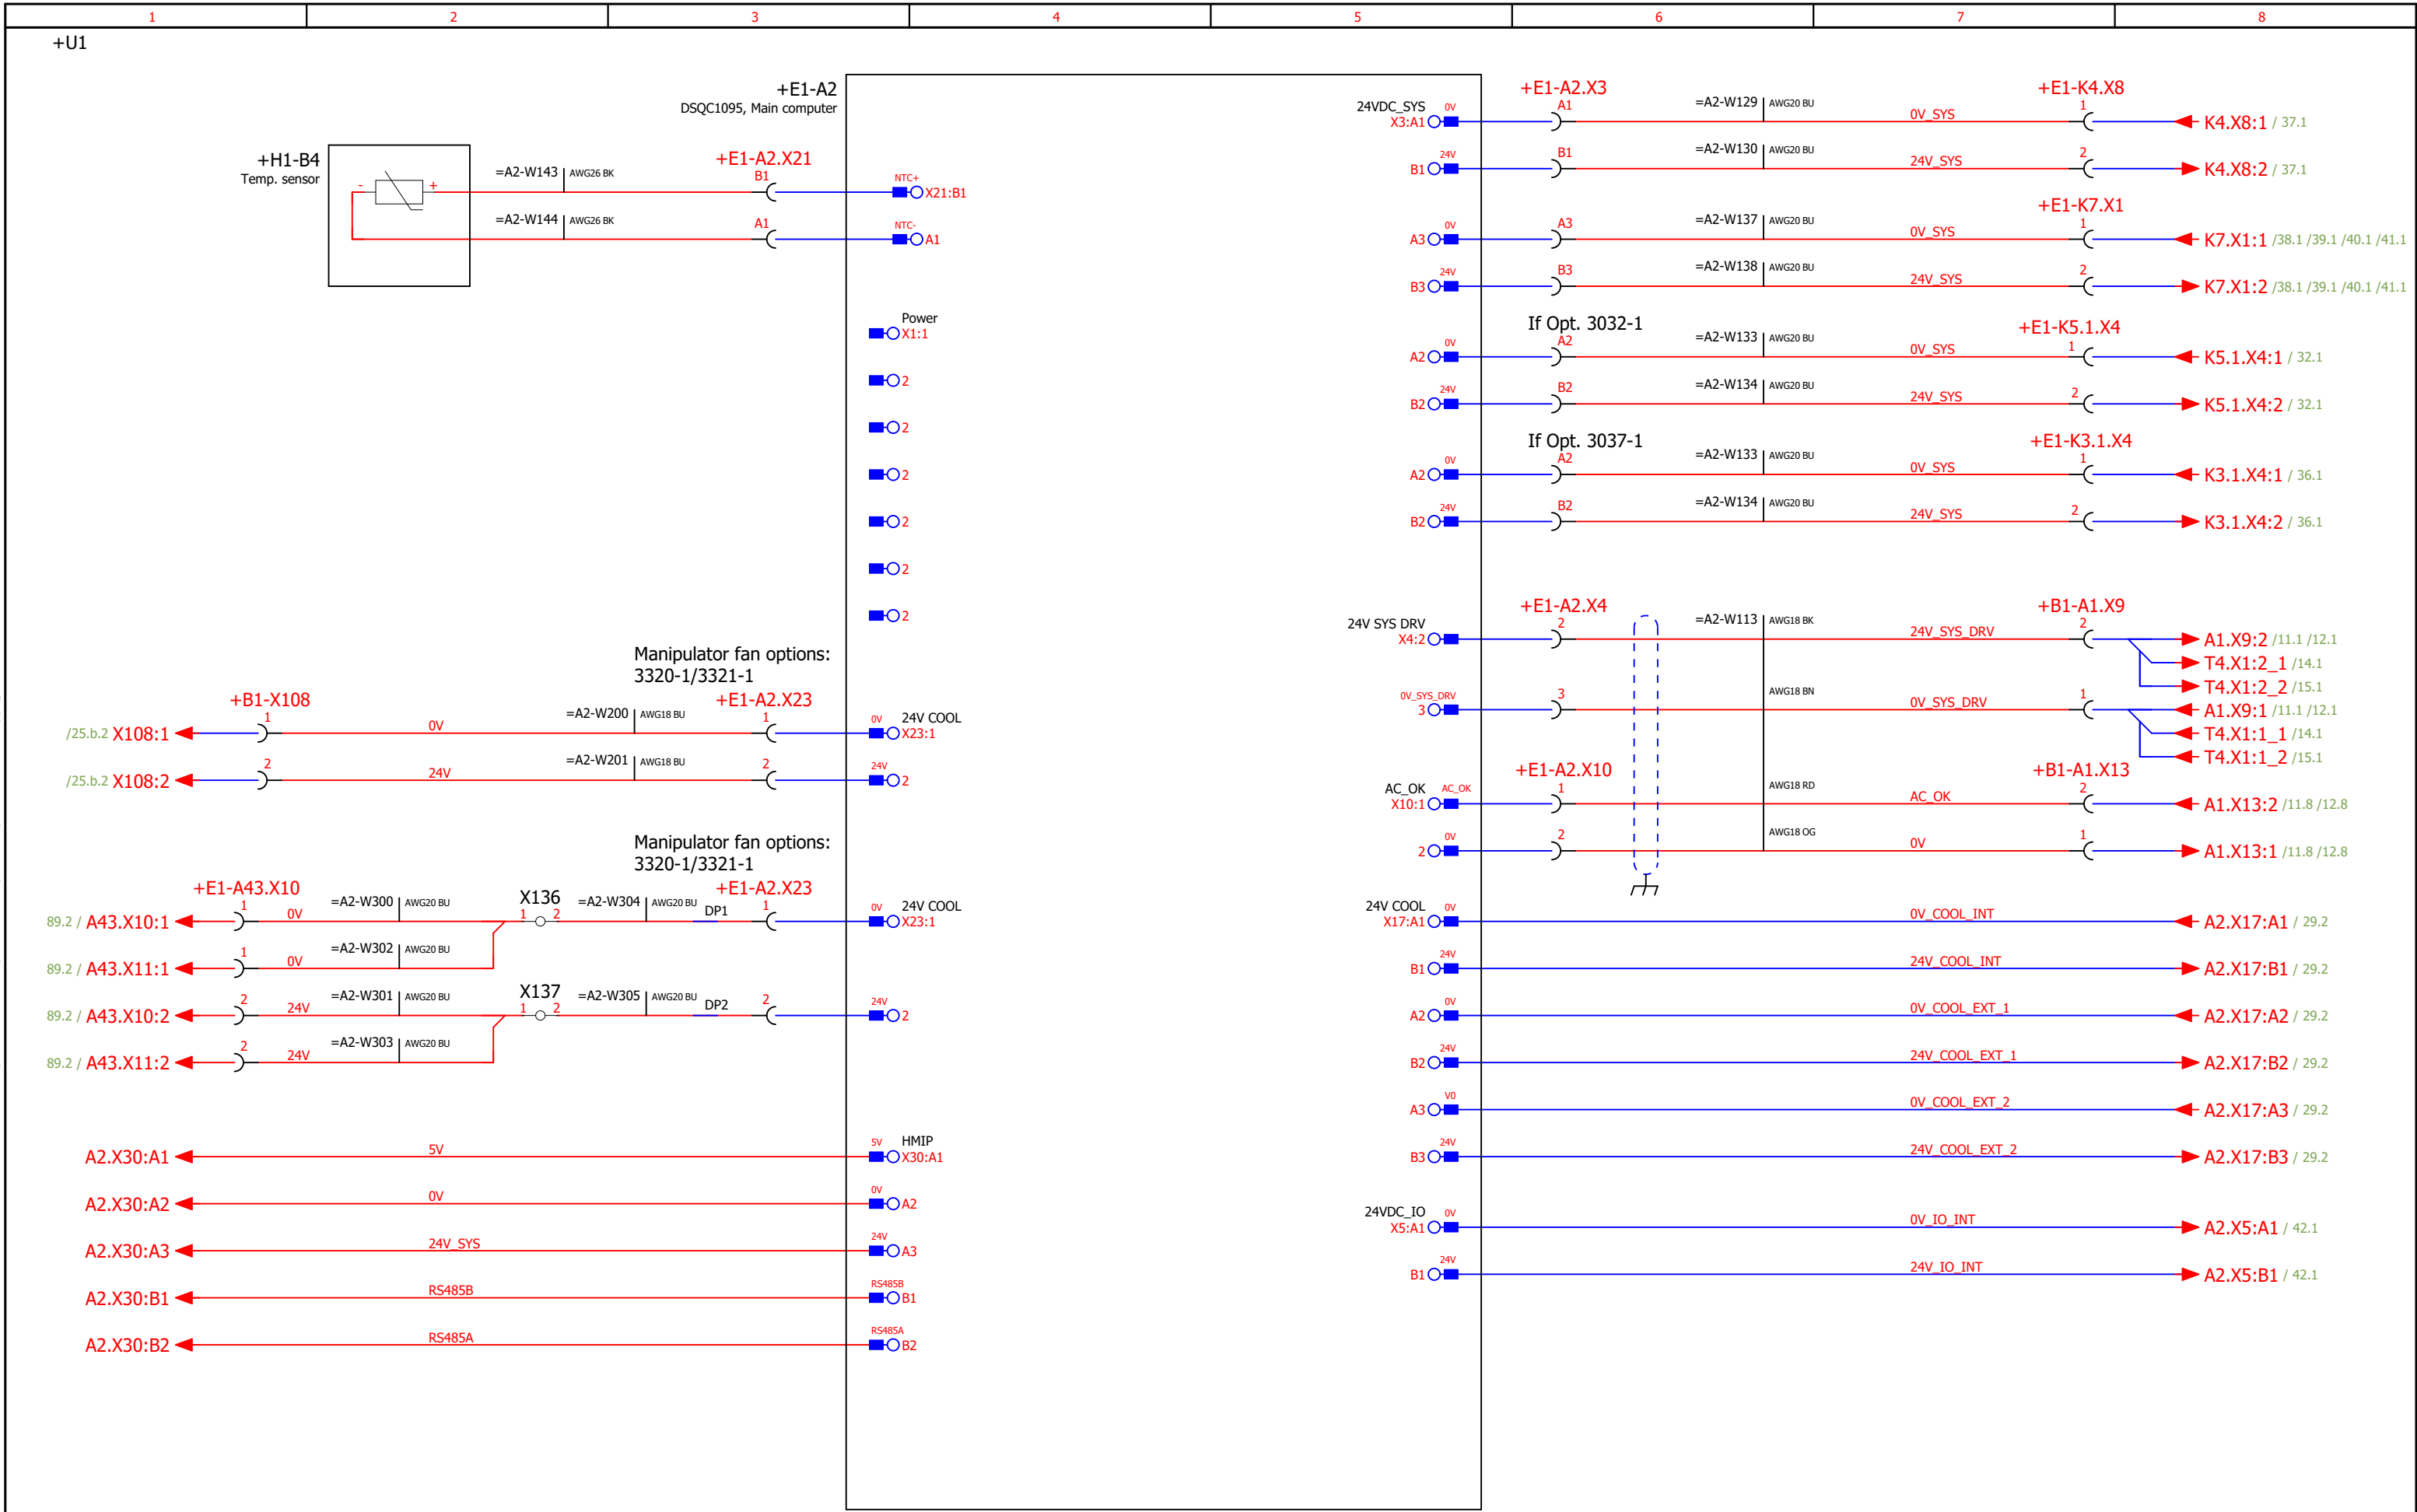 1 2 3 4 5 6 7 8
+U1
+E1-A2
DSQC1095, Main computer
+H1-B4
Temp. sensor
- +
=A2-W143 AWG26 BK
+E1-A2.X21
B1
NTC+
X21:B1
=A2-W144 AWG26 BK
A1
NTC-
A1
Power
X1:1
2
2
2
2
2
2
Manipulator fan options:
3320-1/3321-1
+B1-X108
+E1-A2.X23
/25.b.2 X108:1 1 0V =A2-W200 AWG18 BU 1 0V 24V COOL
X23:1
/25.b.2 X108:2 2 24V =A2-W201 AWG18 BU 2 24V 2
Manipulator fan options:
3320-1/3321-1
+E1-A43.X10
X136
+E1-A2.X23
89.2 / A43.X10:1 1 0V =A2-W300 AWG20 BU 1 2 =A2-W304 AWG20 BU DP1 1 0V 24V COOL
X23:1
89.2 / A43.X11:1 1 0V =A2-W302 AWG20 BU
X137
89.2 / A43.X10:2 2 24V =A2-W301 AWG20 BU 1 2 =A2-W305 AWG20 BU DP2 2 24V 2
89.2 / A43.X11:2 2 24V =A2-W303 AWG20 BU
A2.X30:A1 5V 5V HMIP
X30:A1
A2.X30:A2 0V 0V A2
A2.X30:A3 24V_SYS 24V A3
A2.X30:B1 RS485B RS485B B1
A2.X30:B2 RS485A RS485A B2
+E1-A2.X3
+E1-K4.X8
24VDC_SYS 0V
X3:A1 A1 =A2-W129 AWG20 BU 0V_SYS 1 K4.X8:1 / 37.1
B1 24V B1 =A2-W130 AWG20 BU 24V_SYS 2 K4.X8:2 / 37.1
+E1-K7.X1
A3 0V A3 =A2-W137 AWG20 BU 0V_SYS 1 K7.X1:1 /38.1 /39.1 /40.1 /41.1
B3 24V B3 =A2-W138 AWG20 BU 24V_SYS 2 K7.X1:2 /38.1 /39.1 /40.1 /41.1
If Opt. 3032-1
+E1-K5.1.X4
A2 0V A2 =A2-W133 AWG20 BU 0V_SYS 1 K5.1.X4:1 / 32.1
B2 24V B2 =A2-W134 AWG20 BU 24V_SYS 2 K5.1.X4:2 / 32.1
If Opt. 3037-1
+E1-K3.1.X4
A2 0V A2 =A2-W133 AWG20 BU 0V_SYS 1 K3.1.X4:1 / 36.1
B2 24V B2 =A2-W134 AWG20 BU 24V_SYS 2 K3.1.X4:2 / 36.1
+E1-A2.X4
+B1-A1.X9
24V SYS DRV
X4:2 2 =A2-W113 AWG18 BK 24V_SYS_DRV 2 A1.X9:2 /11.1 /12.1
T4.X1:2_1 /14.1
T4.X1:2_2 /15.1
0V_SYS_DRV
3 3 AWG18 BN 0V_SYS_DRV 1 A1.X9:1 /11.1 /12.1
T4.X1:1_1 /14.1
T4.X1:1_2 /15.1
+E1-A2.X10
+B1-A1.X13
AC_OK AC_OK
X10:1 1 AWG18 RD AC_OK 2 A1.X13:2 /11.8 /12.8
2 0V 2 AWG18 OG 0V 1 A1.X13:1 /11.8 /12.8
24V COOL 0V
X17:A1 0V_COOL_INT A2.X17:A1 / 29.2
B1 24V 24V_COOL_INT A2.X17:B1 / 29.2
A2 0V 0V_COOL_EXT_1 A2.X17:A2 / 29.2
B2 24V 24V_COOL_EXT_1 A2.X17:B2 / 29.2
A3 V0 0V_COOL_EXT_2 A2.X17:A3 / 29.2
B3 24V 24V_COOL_EXT_2 A2.X17:B3 / 29.2
24VDC_IO 0V
X5:A1 0V_IO_INT A2.X5:A1 / 42.1
B1 24V 24V_IO_INT A2.X5:B1 / 42.1